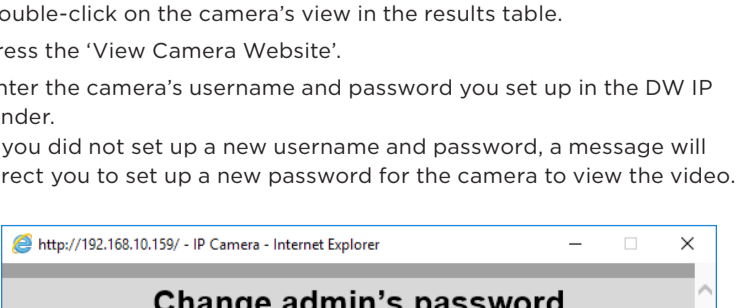 ouble-click on the camera’s view in the results table.
ress the ‘View Camera Website’.
nter the camera’s username and password you set up in the DW IP
nder.
you did not set up a new username and password, a message will
rect you to set up a new password for the camera to view the video.
http://192.168.10.159/ - IP Camera - Internet Explorer
Change admin's password